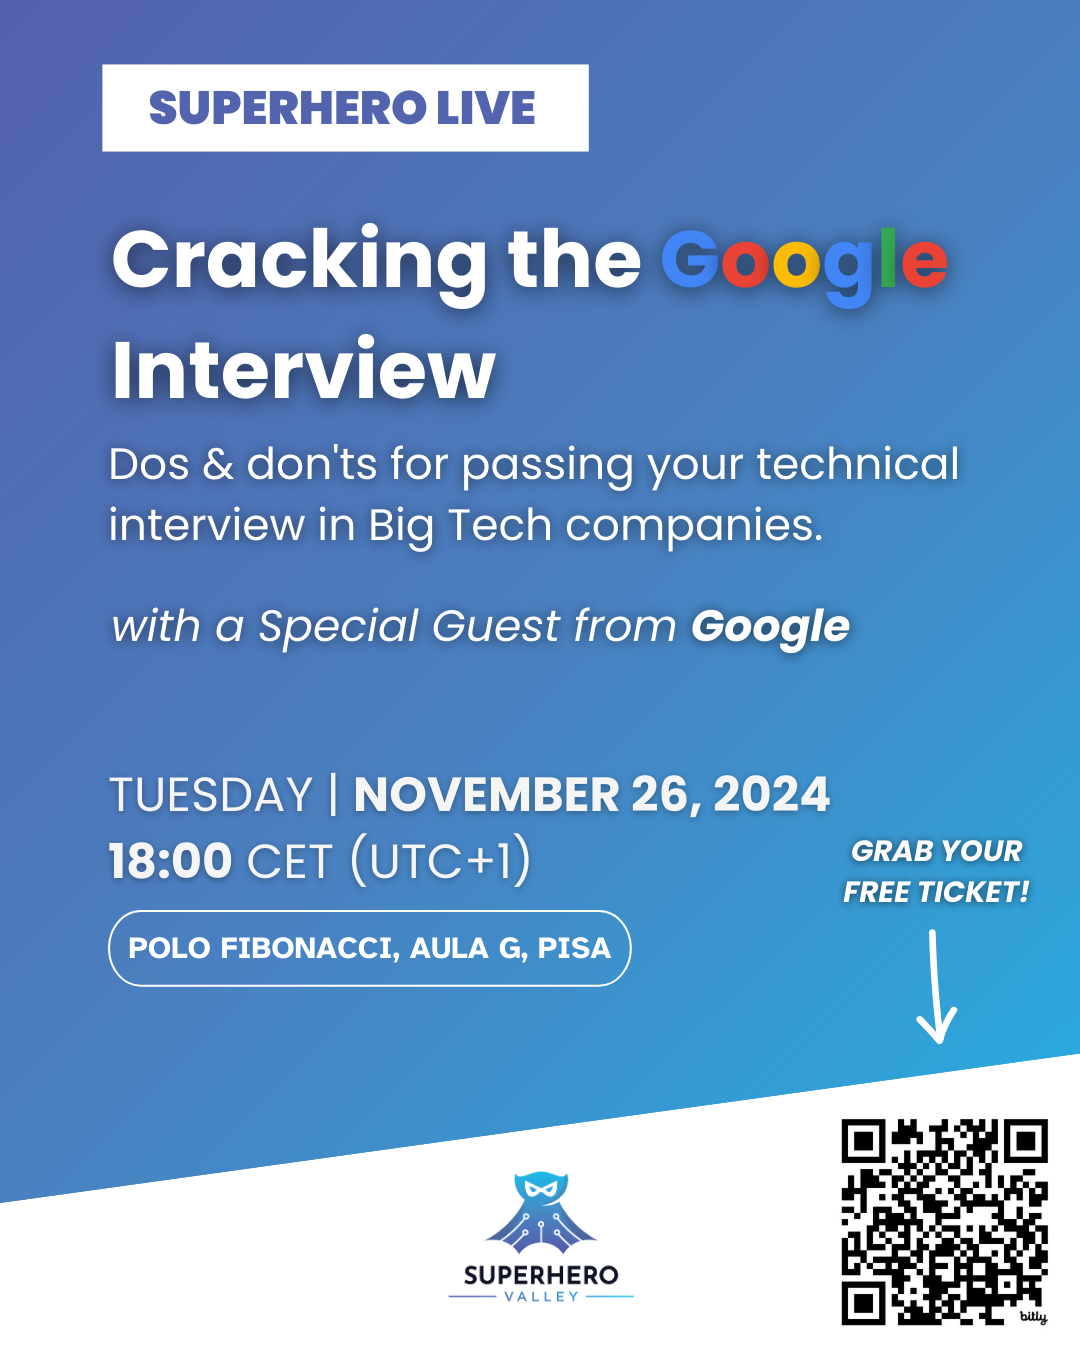 SUPERHERO LIVE
Cracking the Google
Interview
Dos & don'ts for passing your technical
interview in Big Tech companies.
with a Special Guest from Google
TUESDAY | NOVEMBER 26, 2024
18:00 CET (UTC+1)
POLO FIBONACCI, AULA G, PISA
GRAB YOUR
FREE TICKET!
SUPERHERO
VALLEY
bitly